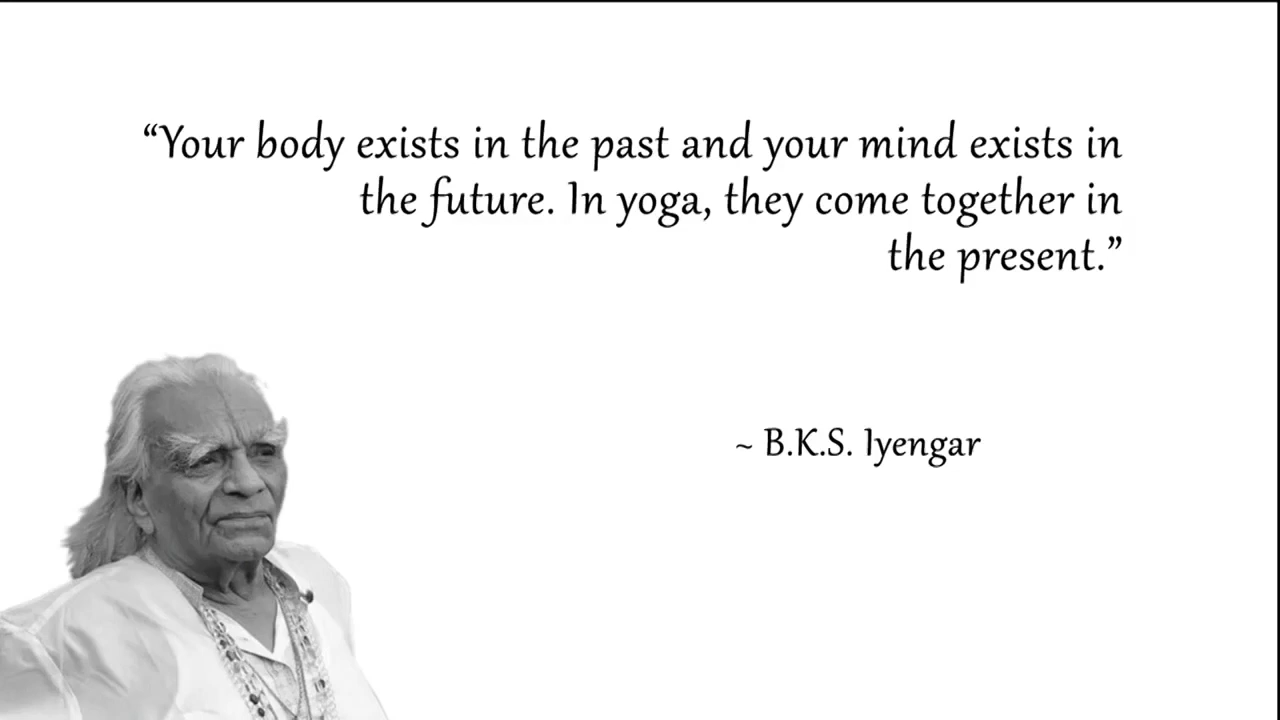 “Your body exists in the past and your mind exists in
the future. In yoga, they come together in
the present.”
~ B.K.S. Iyengar